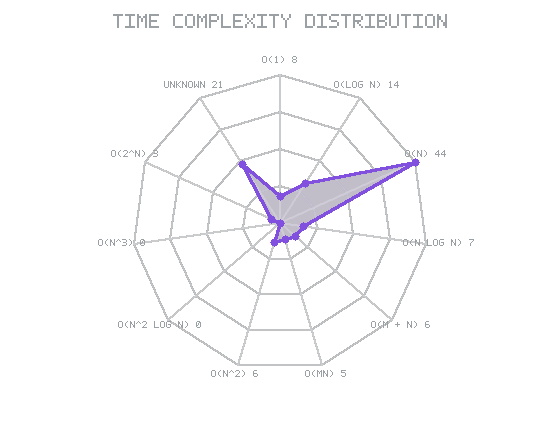 TIME COMPLEXITY DISTRIBUTION
O(1) 8
UNKNOWN 21
O(LOG N) 14
O(2^N) 3
O(N) 44
O(N^3) 0
O(N LOG N) 7
O(N^2 LOG N) 0
O(M + N) 6
O(N^2) 6
O(MN) 5